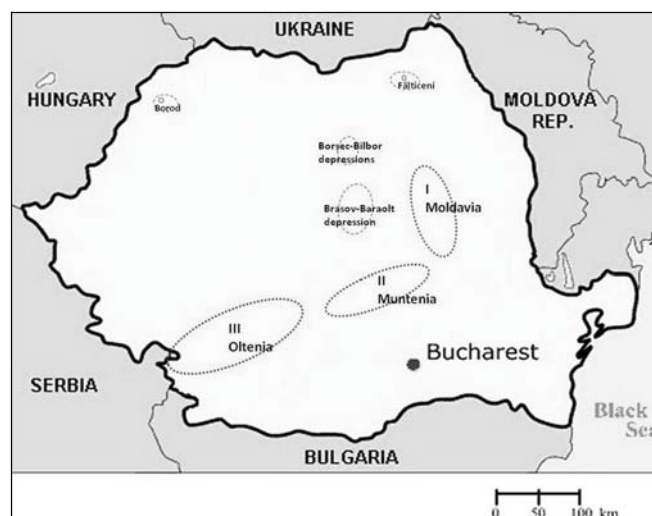 UKRAINE
HUNGARY
Falticeni
Borod
MOLDOVA
REP.
Borsec-Bilbor
depressions
I
Moldavia
Brasov-Baraolt
depression
II
Muntenia
III
Oltenia
Bucharest
SERBIA
Black
Sea
BULGARIA
0 50 100 km